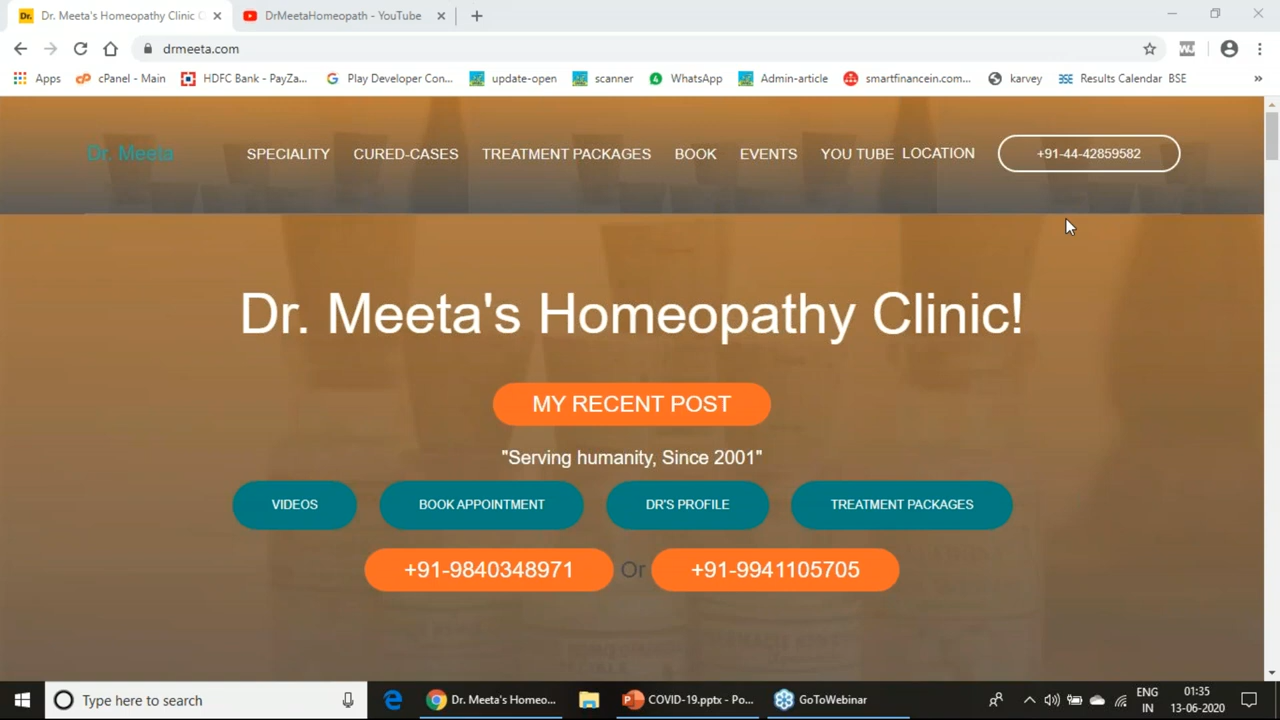 Dr. Meeta's Homeopathy Clinic
DrMeetaHomeopath - YouTube
drmeeta.com
Apps
cPanel - Main
HDFC Bank - PayZa...
Play Developer Con...
update-open
scanner
WhatsApp
Admin-article
smartfinancein.com...
karvey
Results Calendar BSE
Dr. Meeta
SPECIALITY
CURED-CASES
TREATMENT PACKAGES
BOOK
EVENTS
YOU TUBE
LOCATION
+91-44-42859582
Dr. Meeta's Homeopathy Clinic!
MY RECENT POST
"Serving humanity, Since 2001"
VIDEOS
BOOK APPOINTMENT
DR'S PROFILE
TREATMENT PACKAGES
+91-9840348971 Or +91-9941105705
Type here to search
Dr. Meeta's Homeo...
COVID-19.pptx - Po...
GoToWebinar
ENG
IN
01:35
13-06-2020